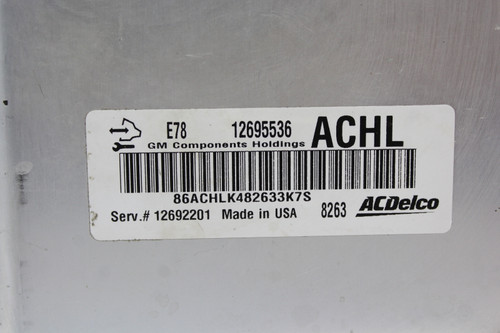 E78 12695536 ACHL
GM Components Holdings
86ACHLK482633K7S
Serv.# 12692201 Made in USA 8263 ACDelco